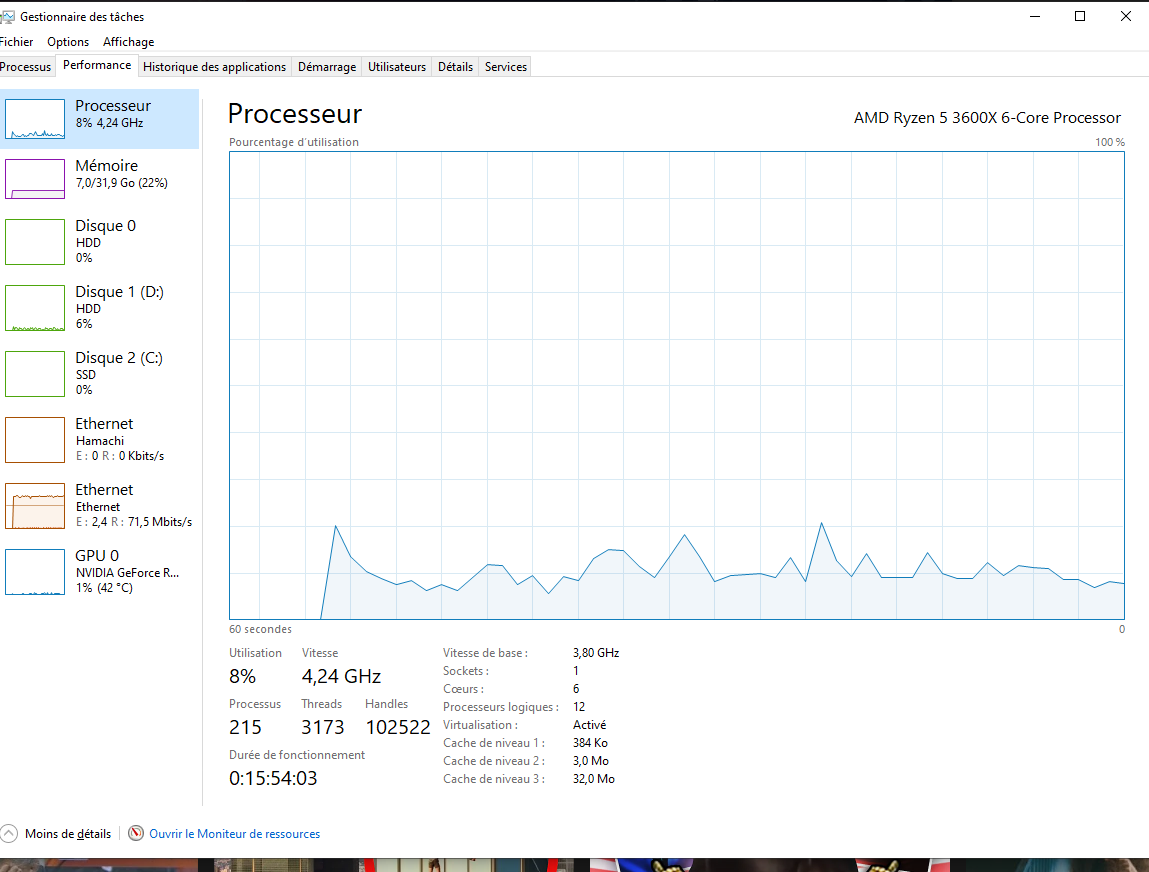 Gestionnaire des tâches
Fichier Options Affichage
Processus Performance Historique des applications Démarrage Utilisateurs Détails Services
Processeur
8% 4,24 GHz
Mémoire
7,0/31,9 Go (22%)
Disque 0
HDD
0%
Disque 1 (D:)
HDD
6%
Disque 2 (C:)
SSD
0%
Ethernet
Hamachi
E : 0 R : 0 Kbits/s
Ethernet
Ethernet
E : 2,4 R : 71,5 Mbits/s
GPU 0
NVIDIA GeForce R...
1% (42 °C)
Processeur
AMD Ryzen 5 3600X 6-Core Processor
Pourcentage d'utilisation 100 %
60 secondes 0
Utilisation Vitesse
8% 4,24 GHz
Processus Threads Handles
215 3173 102522
Durée de fonctionnement
0:15:54:03
Vitesse de base : 3,80 GHz
Sockets : 1
Cœurs : 6
Processeurs logiques : 12
Virtualisation : Activé
Cache de niveau 1 : 384 Ko
Cache de niveau 2 : 3,0 Mo
Cache de niveau 3 : 32,0 Mo
Moins de détails Ouvrir le Moniteur de ressources